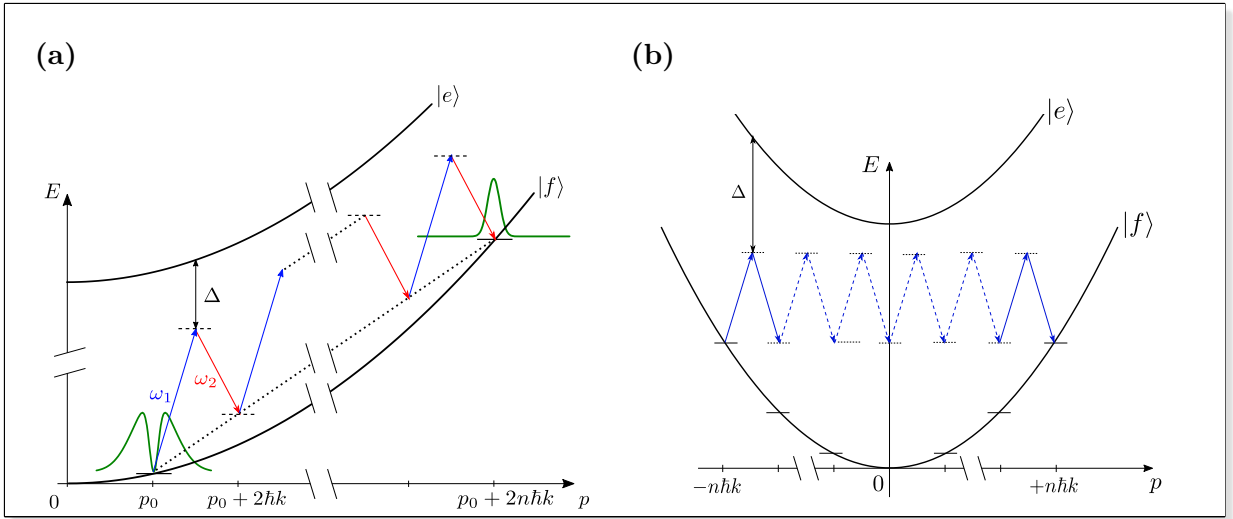 (a)
|e⟩
E
|f⟩
Δ
ω₁
ω₂
0
p₀
p₀ + 2ℏk
p₀ + 2nℏk
p
(b)
|e⟩
E
Δ
|f⟩
−nℏk
0
+nℏk
p